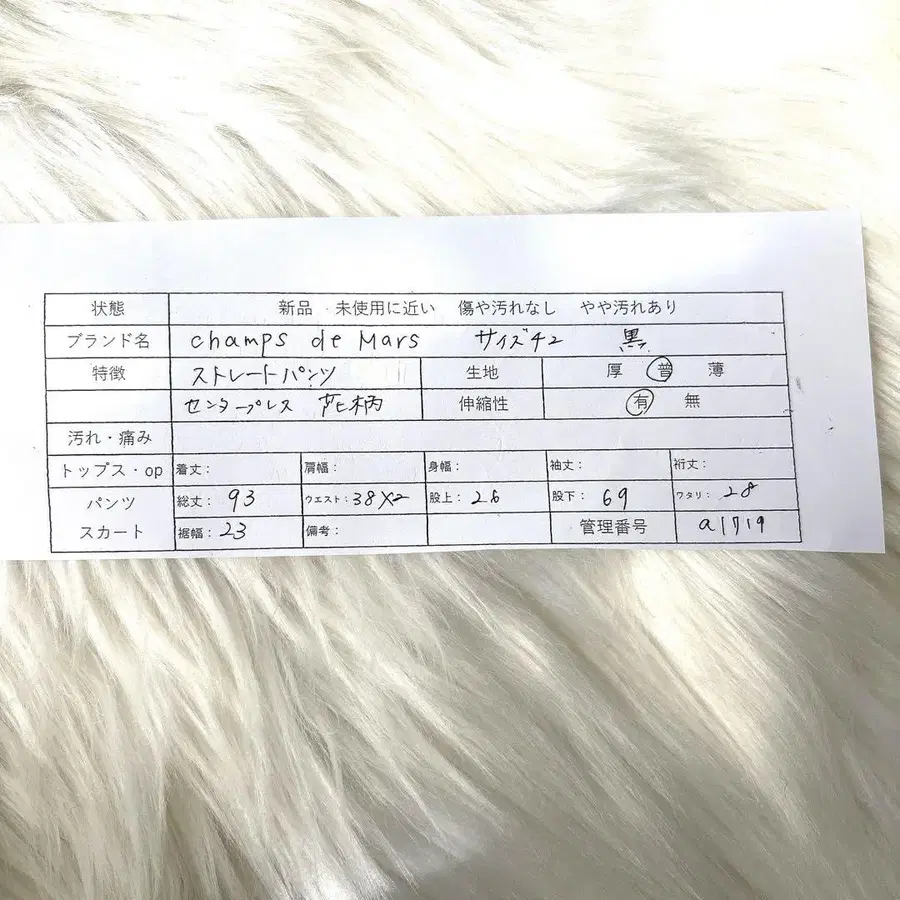 状態 新品 ・ 未使用に近い 傷や汚れなし やや汚れあり
ブランド名 champs de Mars サイズ42 黒
特徴 ストレートパンツ 生地 厚 普 薄
センタープレス 花柄 伸縮性 有 無
汚れ・痛み
トップス・op 着丈： 肩幅： 身幅： 袖丈： 裄丈：
パンツ 総丈：93 ウエスト：38×2 股上：26 股下：69 ワタリ：28
スカート 裾幅：23 備考： 管理番号 a1719